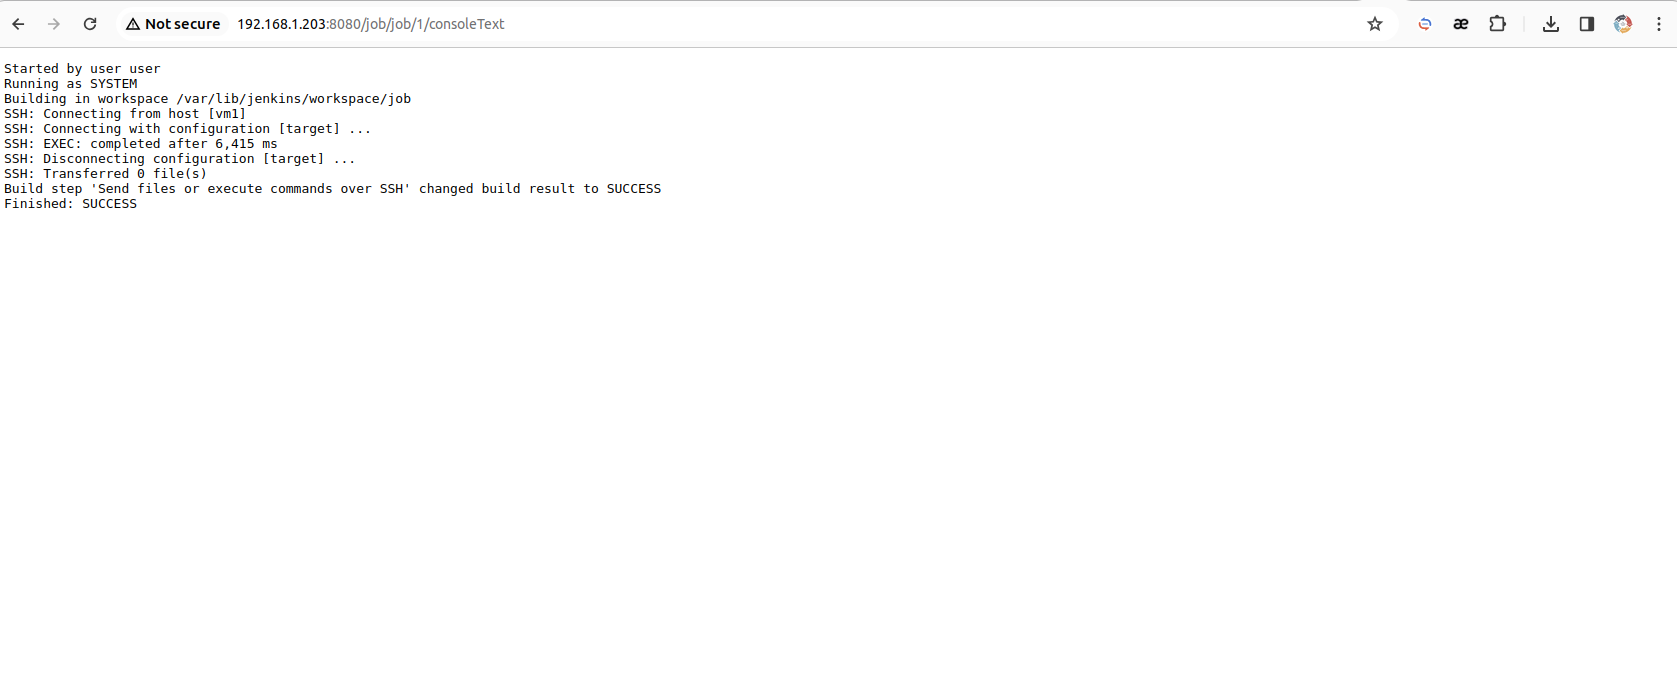 Not secure 192.168.1.203:8080/job/job/1/consoleText æ
Started by user user
Running as SYSTEM
Building in workspace /var/lib/jenkins/workspace/job
SSH: Connecting from host [vm1]
SSH: Connecting with configuration [target] ...
SSH: EXEC: completed after 6,415 ms
SSH: Disconnecting configuration [target] ...
SSH: Transferred 0 file(s)
Build step 'Send files or execute commands over SSH' changed build result to SUCCESS
Finished: SUCCESS